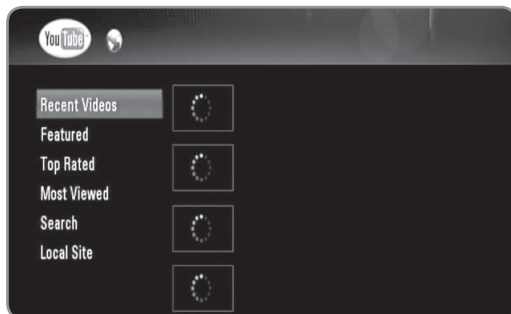 YouTube
Recent Videos
Featured
Top Rated
Most Viewed
Search
Local Site